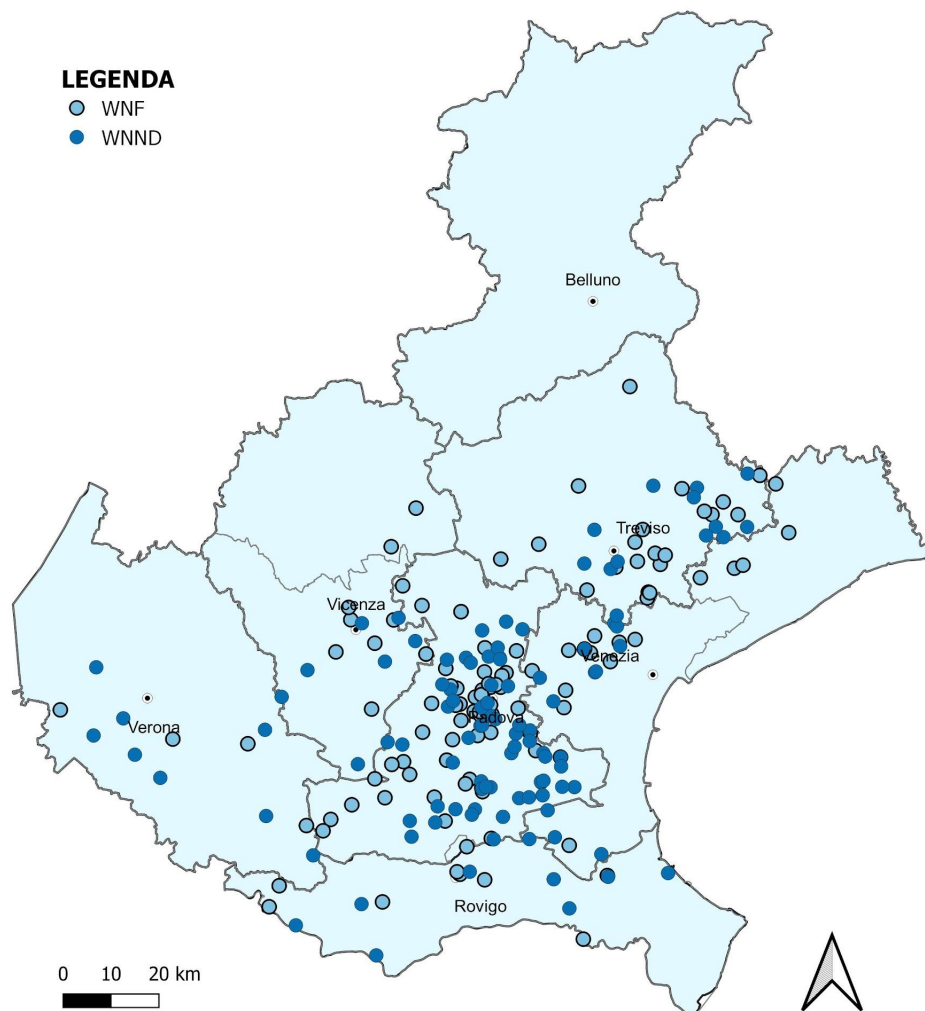 LEGENDA
WNF
WNND
Belluno
Treviso
Vicenza
Venezia
Verona
Padova
Rovigo
0 10 20 km